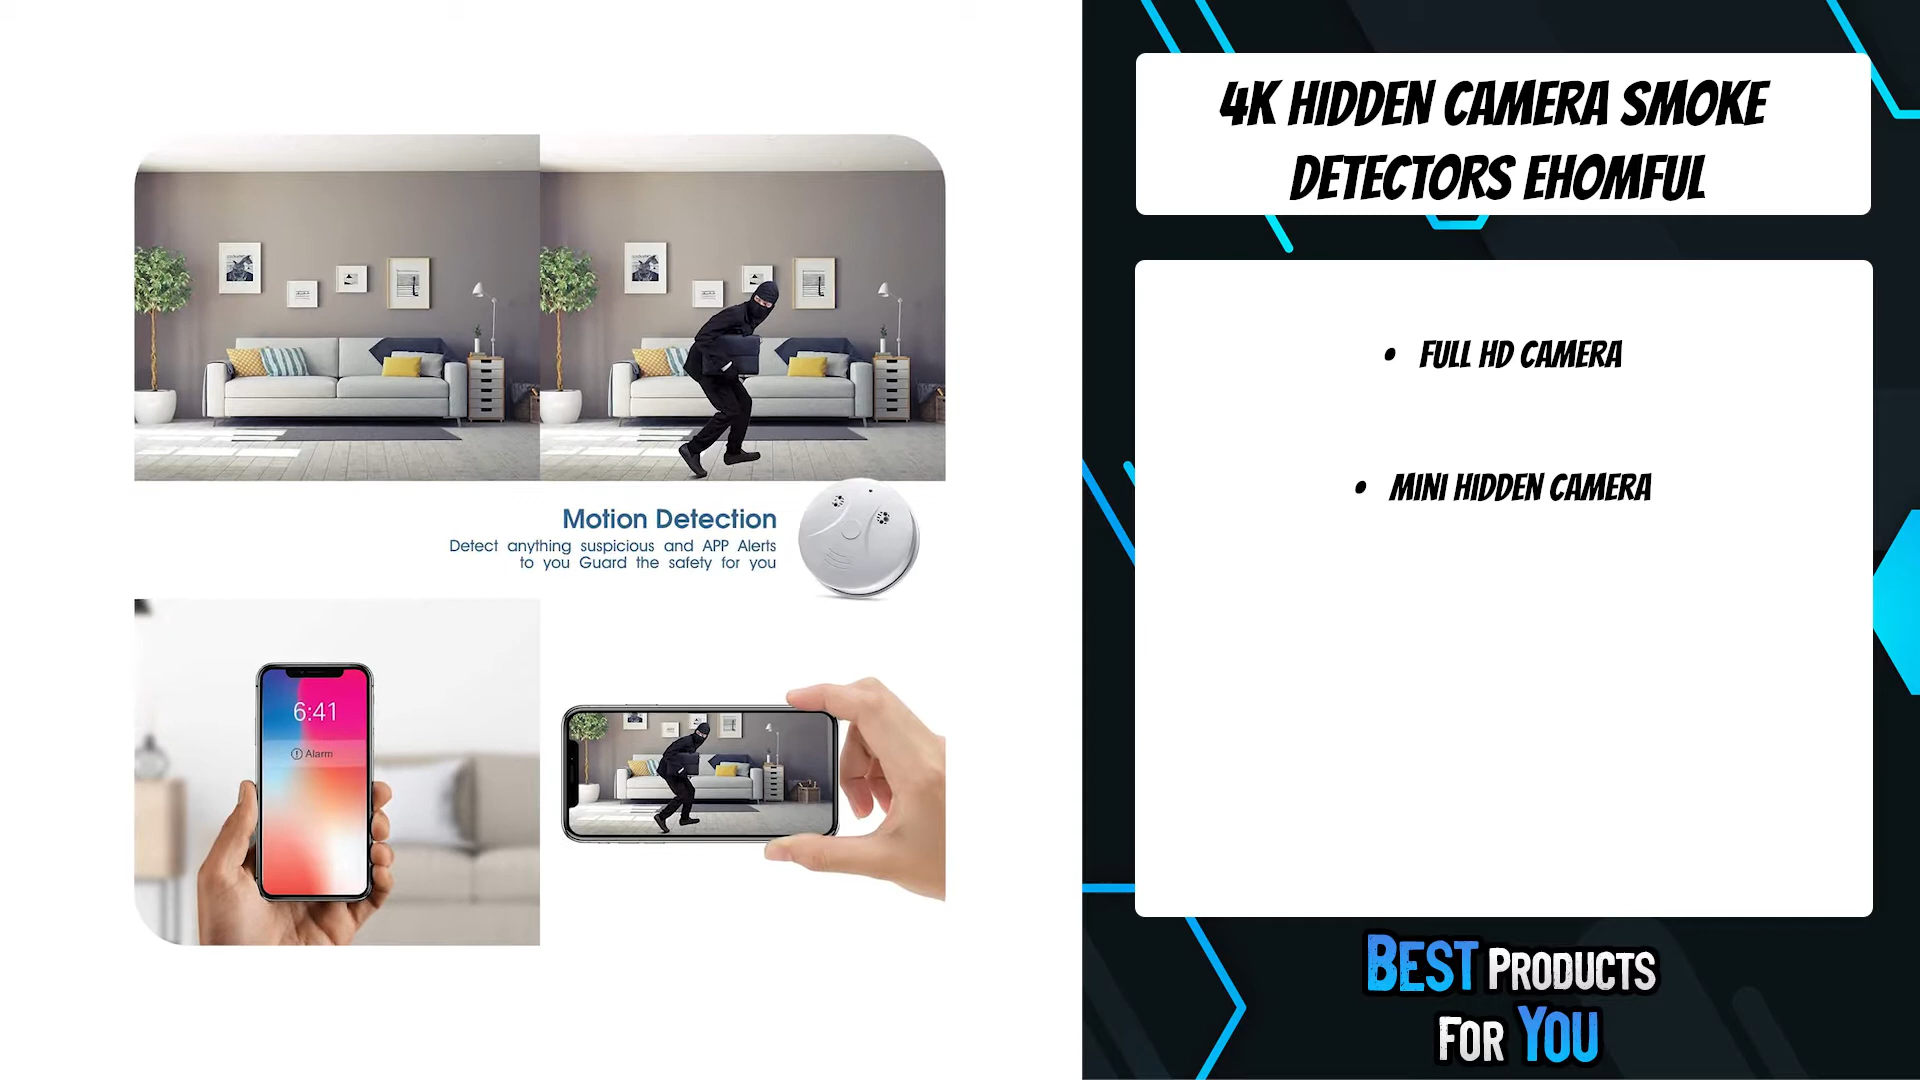 4K HIDDEN CAMERA SMOKE
DETECTORS EHOMFUL
• FULL HD CAMERA
• MINI HIDDEN CAMERA
Motion Detection
Detect anything suspicious and APP Alerts
to you Guard the safety for you
6:41
Alarm
BEST PRODUCTS
FOR YOU